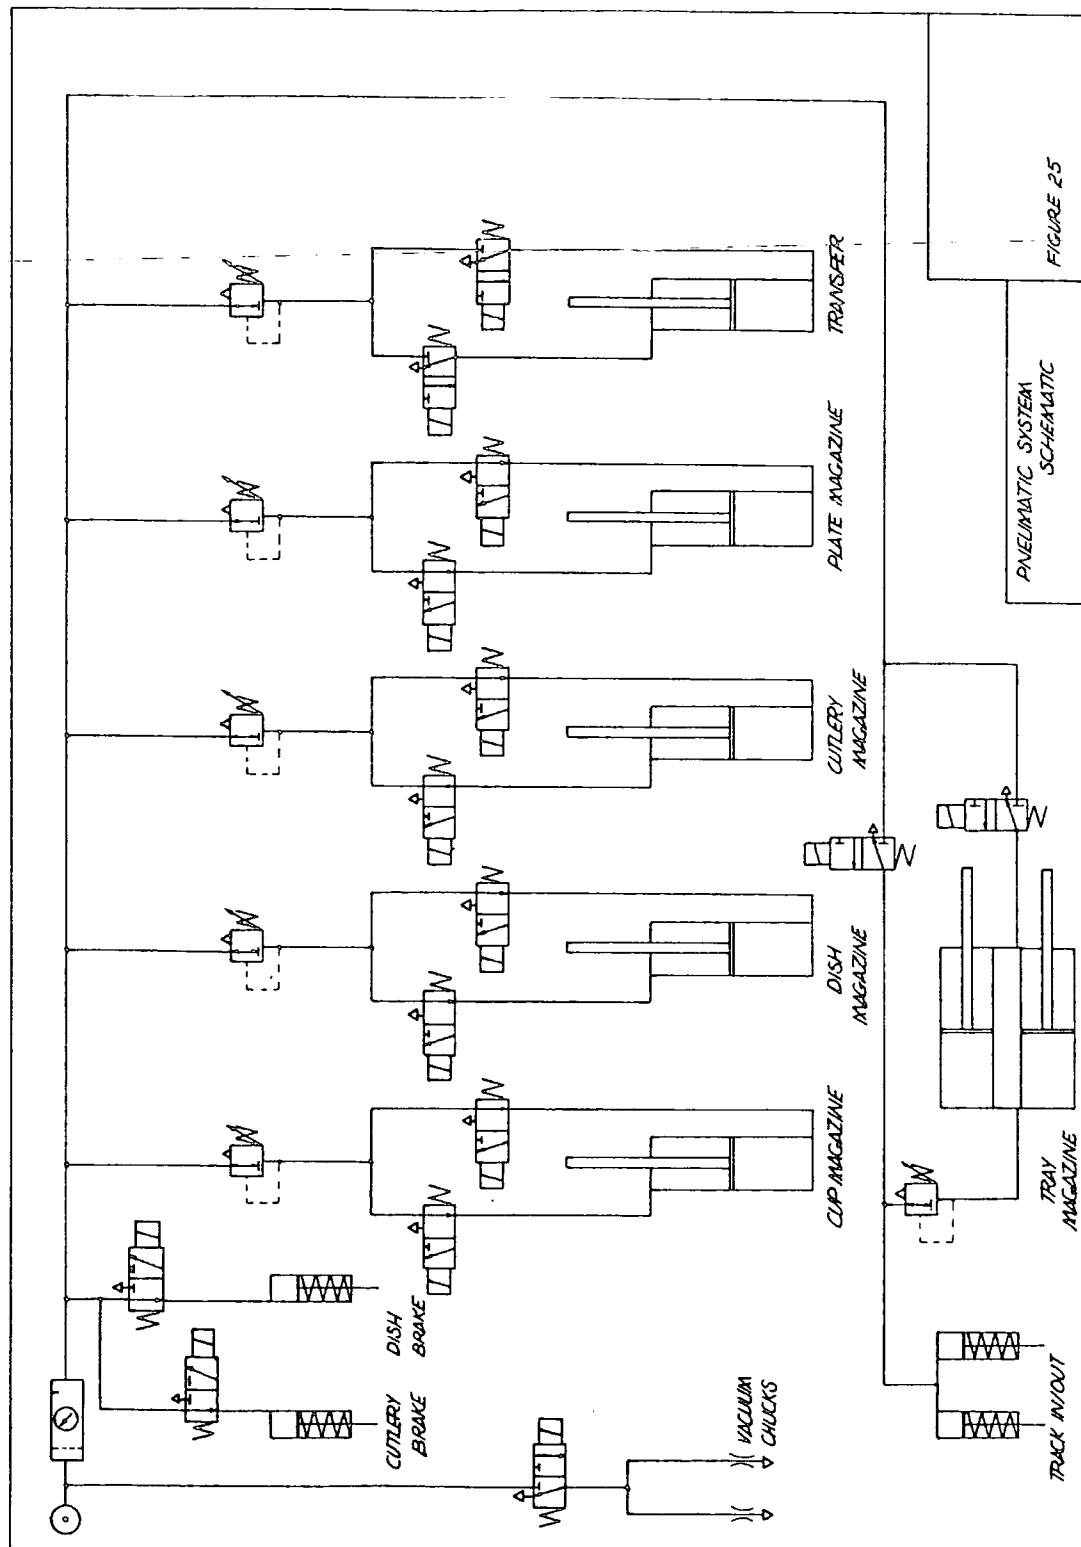 CUTLERY
BRAKE
DISH
BRAKE
VACUUM
CHUCKS
CUP MAGAZINE
DISH
MAGAZINE
CUTLERY
MAGAZINE
PLATE MAGAZINE
TRANSFER
TRACK IN/OUT
TRAY
MAGAZINE
PNEUMATIC SYSTEM
SCHEMATIC
FIGURE 25